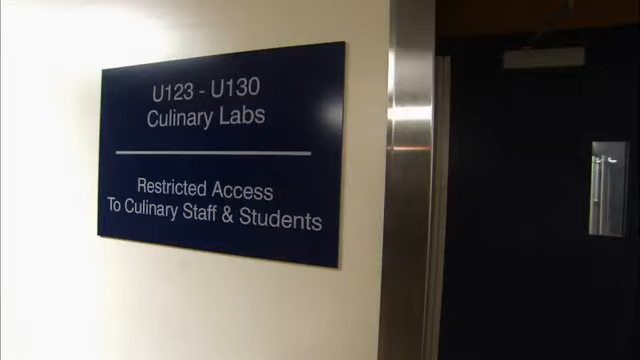 U123 - U130
Culinary Labs
Restricted Access
To Culinary Staff & Students